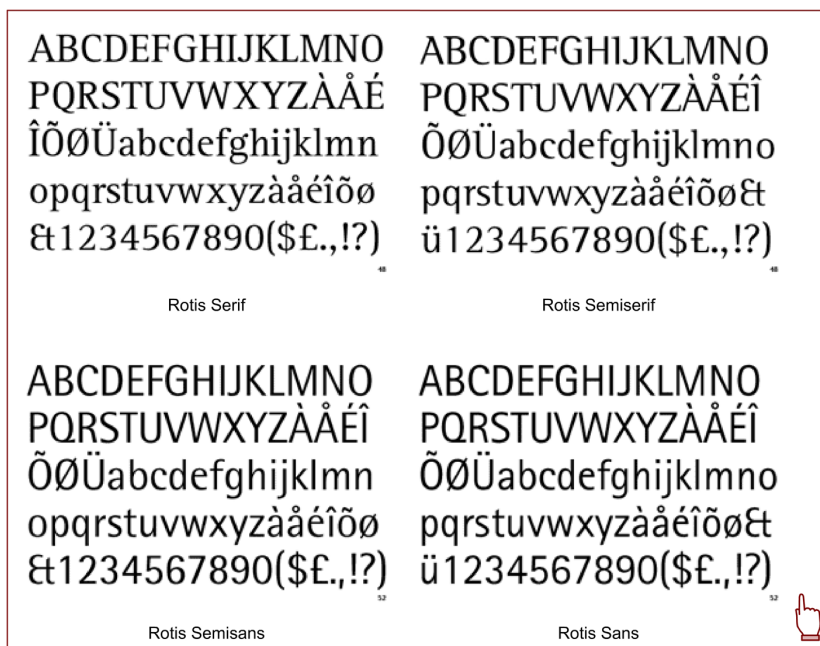 ABCDEFGHIJKLMNO
PQRSTUVWXYZÀÅÉ
ÎÕØÜabcdefghijklmn
opqrstuvwxyzàåéîõø
&1234567890($£.,!?)
48
Rotis Serif
ABCDEFGHIJKLMNO
PQRSTUVWXYZÀÅÉÎ
ÕØÜabcdefghijklmno
pqrstuvwxyzàåéîõø&
ü1234567890($£.,!?)
48
Rotis Semiserif
ABCDEFGHIJKLMNO
PQRSTUVWXYZÀÅÉÎ
ÕØÜabcdefghijklmn
opqrstuvwxyzàåéîõø
&1234567890($£.,!?)
52
Rotis Semisans
ABCDEFGHIJKLMNO
PQRSTUVWXYZÀÅÉÎ
ÕØÜabcdefghijklmno
pqrstuvwxyzàåéîõø&
ü1234567890($£.,!?)
52
Rotis Sans